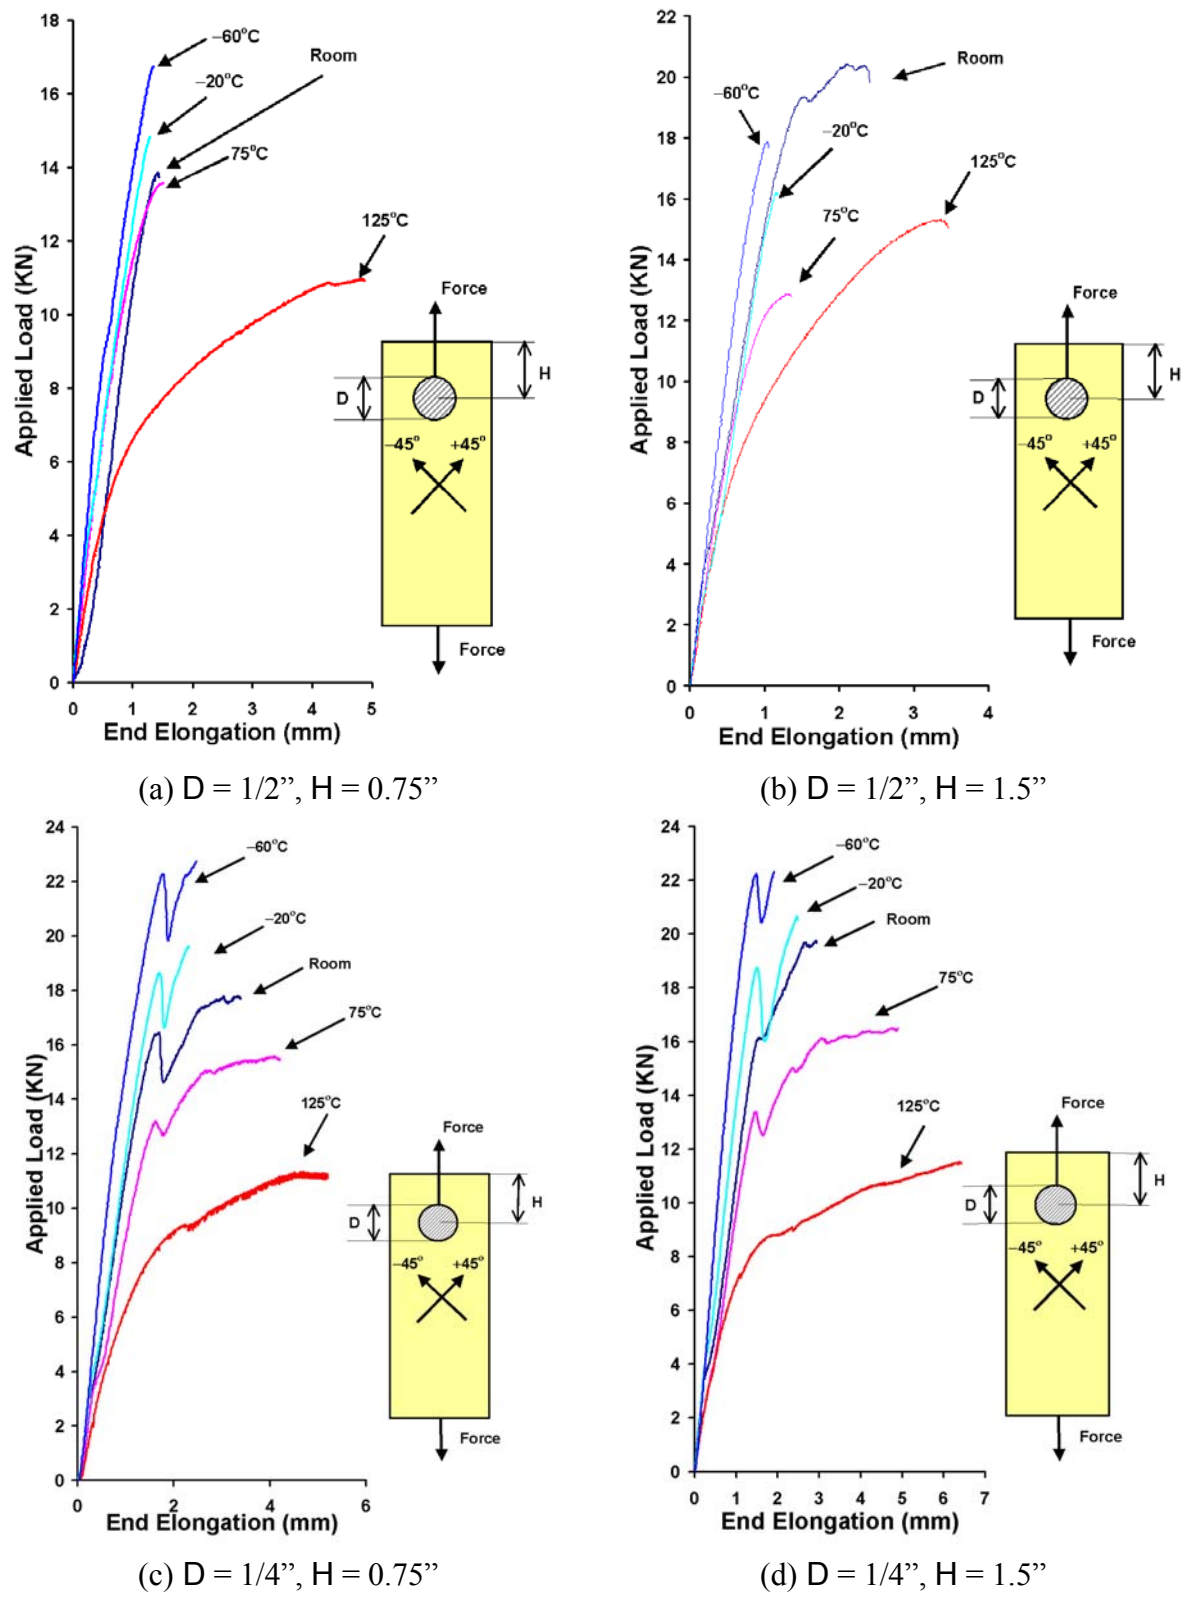 18
16
14
12
10
8
6
4
2
0
0 1 2 3 4 5
Applied Load (KN)
End Elongation (mm)
−60°C
Room
−20°C
75°C
125°C
Force
H
D
−45° +45°
Force
(a) D = 1/2”, H = 0.75”
22
20
18
16
14
12
10
8
6
4
2
0
0 1 2 3 4
Applied Load (KN)
End Elongation (mm)
Room
−60°C
−20°C
125°C
75°C
Force
H
D
−45° +45°
Force
(b) D = 1/2”, H = 1.5”
24
22
20
18
16
14
12
10
8
6
4
2
0
0 2 4 6
Applied Load (KN)
End Elongation (mm)
−60°C
−20°C
Room
75°C
125°C
Force
H
D
−45° +45°
Force
(c) D = 1/4”, H = 0.75”
24
22
20
18
16
14
12
10
8
6
4
2
0
0 1 2 3 4 5 6 7
Applied Load (KN)
End Elongation (mm)
−60°C
−20°C
Room
75°C
125°C
Force
H
D
−45° +45°
Force
(d) D = 1/4”, H = 1.5”